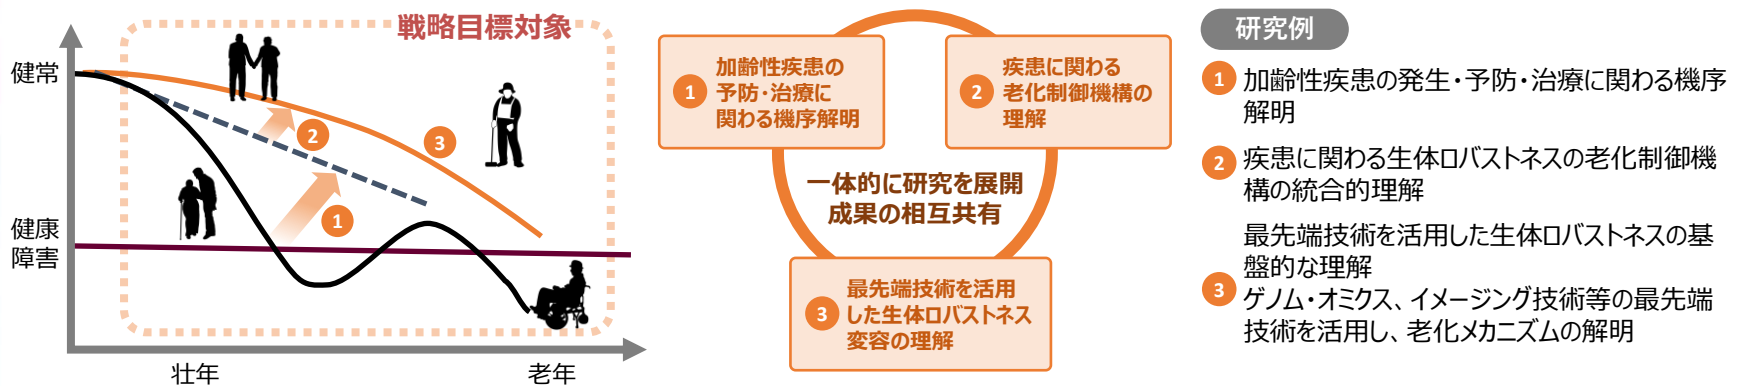 戦略目標対象
健常
健康
障害
壮年
老年
2
3
1
1
加齢性疾患の
予防・治療に
関わる機序解明
2
疾患に関わる
老化制御機構の
理解
一体的に研究を展開
成果の相互共有
3
最先端技術を活用
した生体ロバストネス
変容の理解
研究例
1
加齢性疾患の発生・予防・治療に関わる機序
解明
2
疾患に関わる生体ロバストネスの老化制御機
構の統合的理解
3
最先端技術を活用した生体ロバストネスの基
盤的な理解
ゲノム・オミクス、イメージング技術等の最先端
技術を活用し、老化メカニズムの解明